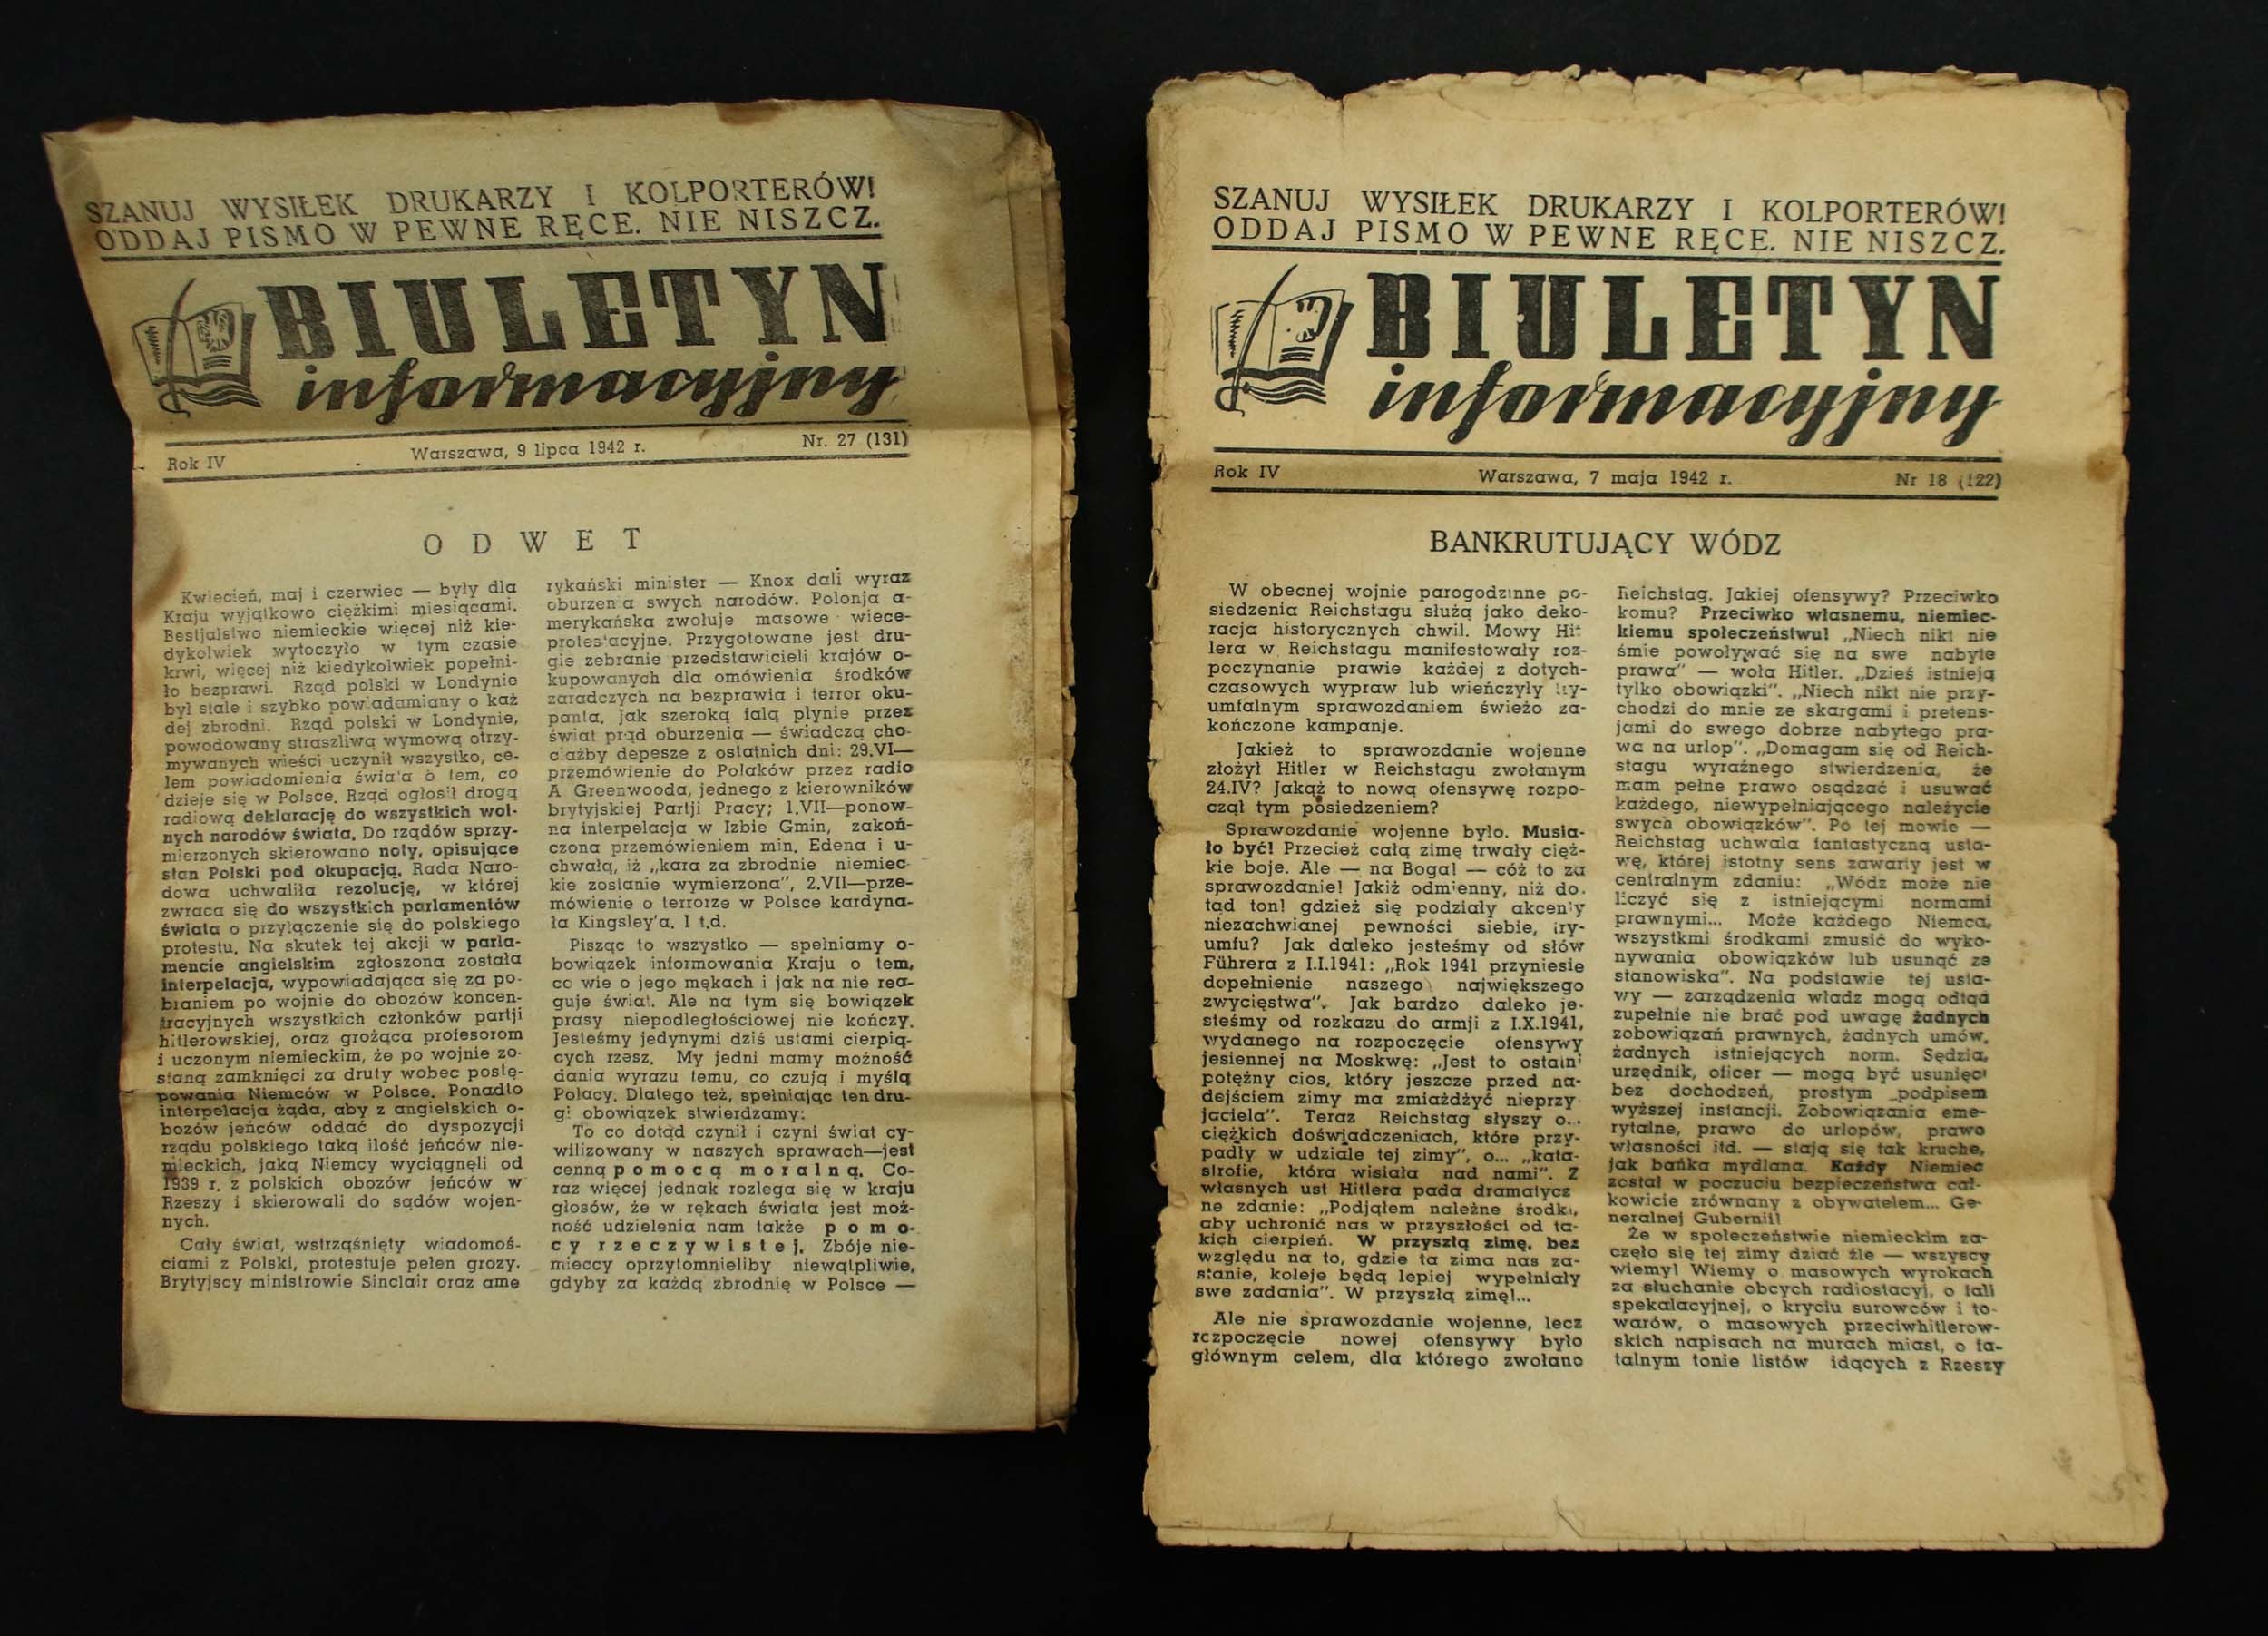 SZANUJ WYSIŁEK DRUKARZY I KOLPORTERÓW!
ODDAJ PISMO W PEWNE RĘCE. NIE NISZCZ.
BIULETYN
informacyjny
Rok IV Warszawa, 9 lipca 1942 r. Nr. 27 (131)
ODWET
Kwiecień, maj i czerwiec — były dla
Kraju wyjątkowo ciężkimi miesiącami.
Bestjalstwo niemieckie więcej niż kie-
dykolwiek wytoczyło w tym czasie
krwi, więcej niż kiedykolwiek popełni-
ło bezprawi. Rząd polski w Londynie
był stale i szybko powiadamiany o każ
dej zbrodni. Rząd polski w Londynie,
powodowany straszliwą wymową otrzy-
mywanych wieści uczynił wszystko, ce-
lem powiadomienia świata o tem, co
dzieje się w Polsce. Rząd ogłosił drogą
radiową deklarację do wszystkich wol-
nych narodów świata. Do rządów sprzy-
mierzonych skierowano noty, opisujące
stan Polski pod okupacją. Rada Naro-
dowa uchwaliła rezolucję, w której
zwraca się do wszystkich parlamentów
świata o przyłączenie się do polskiego
protestu. Na skutek tej akcji w parla-
mencie angielskim zgłoszona została
interpelacja, wypowiadająca się za po-
braniem po wojnie do obozów koncen-
tracyjnych wszystkich członków partji
hitlerowskiej, oraz grożąca profesorom
i uczonym niemieckim, że po wojnie zo-
staną zamknięci za druty wobec postę-
powania Niemców w Polsce. Ponadto
interpelacja żąda, aby z angielskich o-
bozów jeńców oddać do dyspozycji
rządu polskiego taką ilość jeńców nie-
mieckich, jaką Niemcy wyciągnęli od
1939 r. z polskich obozów jeńców w
Rzeszy i skierowali do sądów wojen-
nych.
Cały świat, wstrząśnięty wiadomoś-
ciami z Polski, protestuje pełen grozy.
Brytyjscy ministrowie Sinclair oraz ame
rykański minister — Knox dali wyraz
oburzenia swych narodów. Polonja a-
merykańska zwołuje masowe wiece-
protestacyjne. Przygotowane jest dru-
gie zebranie przedstawicieli krajów o-
kupowanych dla omówienia środków
zaradczych na bezprawia i terror oku-
panta. jak szeroką falą płynie przez
świat prąd oburzenia — świadczą cho-
ciażby depesze z ostatnich dni: 29.VI—
przemówienie do Polaków przez radio
A Greenwooda, jednego z kierowników
brytyjskiej Partji Pracy; 1.VII—ponow-
na interpelacja w Izbie Gmin, zakoń-
czona przemówieniem min. Edena i u-
chwałą, iż „kara za zbrodnie niemiec-
kie zostanie wymierzona", 2.VII—prze-
mówienie o terrorze w Polsce kardyna-
ła Kingsley'a. I t.d.
Pisząc to wszystko — spełniamy o-
bowiązek informowania Kraju o tem,
co wie o jego mękach i jak na nie rea-
guje świat. Ale na tym się bowiązek
prasy niepodległościowej nie kończy.
Jesteśmy jedynymi dziś ustami cierpią-
cych rzesz. My jedni mamy możność
dania wyrazu temu, co czują i myślą
Polacy. Dlatego też, spełniając ten dru-
gi obowiązek stwierdzamy:
To co dotąd czynił i czyni świat cy-
wilizowany w naszych sprawach—jest
cenną pomocą moralną. Co-
raz więcej jednak rozlega się w kraju
głosów, że w rękach świata jest moż-
ność udzielenia nam także pomo-
cy rzeczywistej. Zbóje nie-
mieccy oprzytomnieliby niewątpliwie,
gdyby za każdą zbrodnię w Polsce —
SZANUJ WYSIŁEK DRUKARZY I KOLPORTERÓW!
ODDAJ PISMO W PEWNE RĘCE. NIE NISZCZ.
BIULETYN
informacyjny
Rok IV Warszawa, 7 maja 1942 r. Nr 18 (122)
BANKRUTUJĄCY WÓDZ
W obecnej wojnie parogodzinne po-
siedzenia Reichstagu służą jako deko-
racja historycznych chwil. Mowy Hit
lera w Reichstagu manifestowały roz-
poczynanie prawie każdej z dotych-
czasowych wypraw lub wieńczyły try-
umfalnym sprawozdaniem świeżo za-
kończone kampanje.
Jakież to sprawozdanie wojenne
złożył Hitler w Reichstagu zwołanym
24.IV? Jakąż to nową ofensywę rozpo-
czął tym posiedzeniem?
Sprawozdanie wojenne było. Musia-
ło być! Przecież całą zimę trwały cięż-
kie boje. Ale — na Boga! — cóż to za
sprawozdanie! Jakiż odmienny, niż do.
tąd ton! gdzież się podziały akcenty
niezachwianej pewności siebie, try-
umfu? Jak daleko jesteśmy od słów
Führera z I.I.1941: „Rok 1941 przyniesie
dopełnienie naszego największego
zwycięstwa". Jak bardzo daleko je-
steśmy od rozkazu do armji z I.X.1941,
wydanego na rozpoczęcie ofensywy
jesiennej na Moskwę: „Jest to ostatni
potężny cios, który jeszcze przed na-
dejściem zimy ma zmiażdżyć nieprzy
jaciela". Teraz Reichstag słyszy o..
ciężkich doświadczeniach, które przy-
padły w udziale tej zimy", o... „kata-
strofie, która wisiała nad nami". Z
własnych ust Hitlera pada dramatycz
ne zdanie: „Podjąłem należne środki,
aby uchronić nas w przyszłości od ta-
kich cierpień. W przyszłą zimę, bez
względu na to, gdzie ta zima nas za-
stanie, koleje będą lepiej wypełniały
swe zadania". W przyszłą zimę!...
Ale nie sprawozdanie wojenne, lecz
rozpoczęcie nowej ofensywy było
głównym celem, dla którego zwołano
Reichstag. Jakiej ofensywy? Przeciwko
komu? Przeciwko własnemu, niemiec-
kiemu społeczeństwu! „Niech nikt nie
śmie powoływać się na swe nabyte
prawa" — woła Hitler. „Dzieś istnieją
tylko obowiązki". „Niech nikt nie przy-
chodzi do mnie ze skargami i pretens-
jami do swego dobrze nabytego pra-
wa na urlop". „Domagam się od Reich-
stagu wyraźnego stwierdzenia, że
mam pełne prawo osądzać i usuwać
każdego, niewypełniającego należycie
swych obowiązków". Po tej mowie —
Reichstag uchwala fantastyczną usta-
wę, której istotny sens zawarty jest w
centralnym zdaniu: „Wódz może nie
liczyć się z istniejącymi normami
prawnymi... Może każdego Niemca,
wszystkmi środkami zmusić do wyko-
nywania obowiązków lub usunąć ze
stanowiska". Na podstawie tej usta-
wy — zarządzenia władz mogą odtąd
zupełnie nie brać pod uwagę żadnych
zobowiązań prawnych, żadnych umów,
żadnych istniejących norm. Sędzia,
urzędnik, oficer — mogą być usunięci
bez dochodzeń, prostym podpisem
wyższej instancji. Zobowiązania eme-
rytalne, prawo do urlopów, prawo
własności itd. — stają się tak kruche,
jak bańka mydlana. Każdy Niemiec
został w poczuciu bezpieczeństwa cał-
kowicie zrównany z obywatelem... Ge-
neralnej Gubernii!
Że w społeczeństwie niemieckim za-
częło się tej zimy dziać źle — wszyscy
wiemy! Wiemy o masowych wyrokach
za słuchanie obcych radiostacyj, o fali
spekalacyjnej, o kryciu surowców i to-
warów, o masowych przeciwhitlerow-
skich napisach na murach miast, o fa-
talnym tonie listów idących z Rzeszy